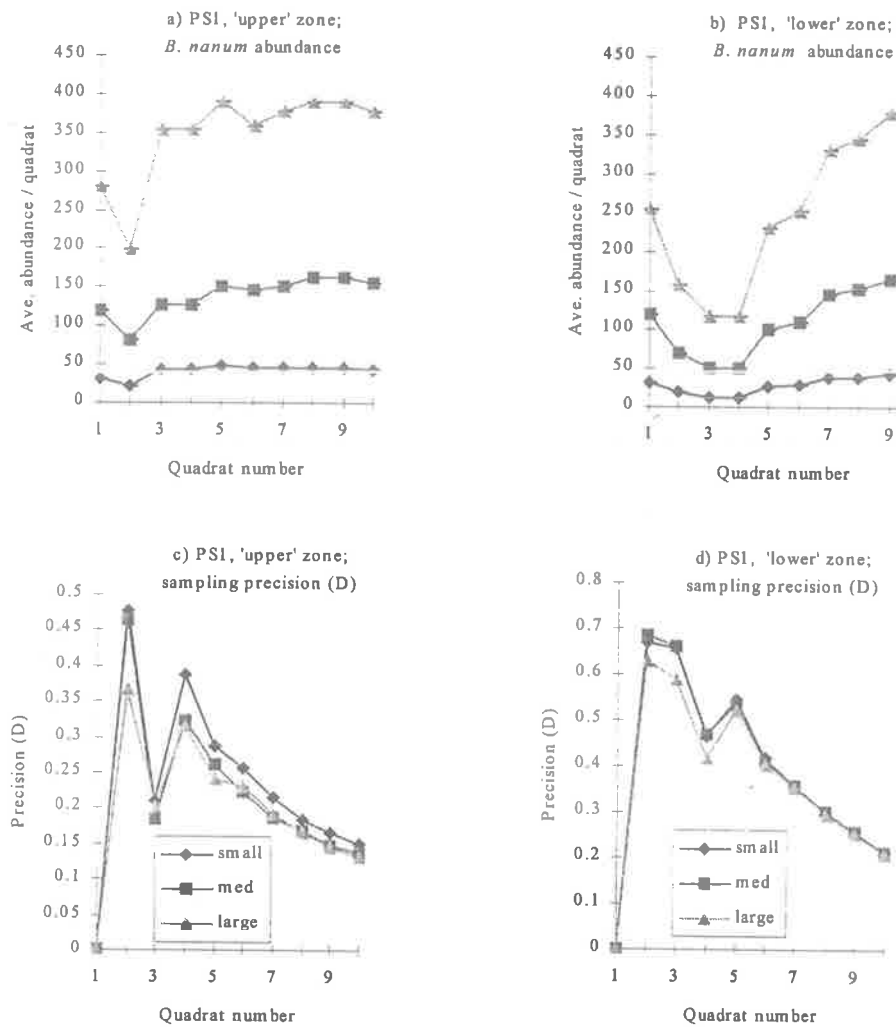 a) PS1, 'upper' zone;
B. nanum abundance
450
400
350
300
250
200
150
100
50
0
Ave. abundance / quadrat
1 3 5 7 9
Quadrat number
b) PS1, 'lower' zone;
B. nanum abundance
450
400
350
300
250
200
150
100
50
0
Ave. abundance / quadrat
1 3 5 7 9
Quadrat number
c) PS1, 'upper' zone;
sampling precision (D)
0.5
0.45
0.4
0.35
0.3
0.25
0.2
0.15
0.1
0.05
0
Precision (D)
small
med
large
1 3 5 7 9
Quadrat number
d) PS1, 'lower' zone;
sampling precision (D)
0.8
0.7
0.6
0.5
0.4
0.3
0.2
0.1
0
Precision (D)
small
med
large
1 3 5 7 9
Quadrat number